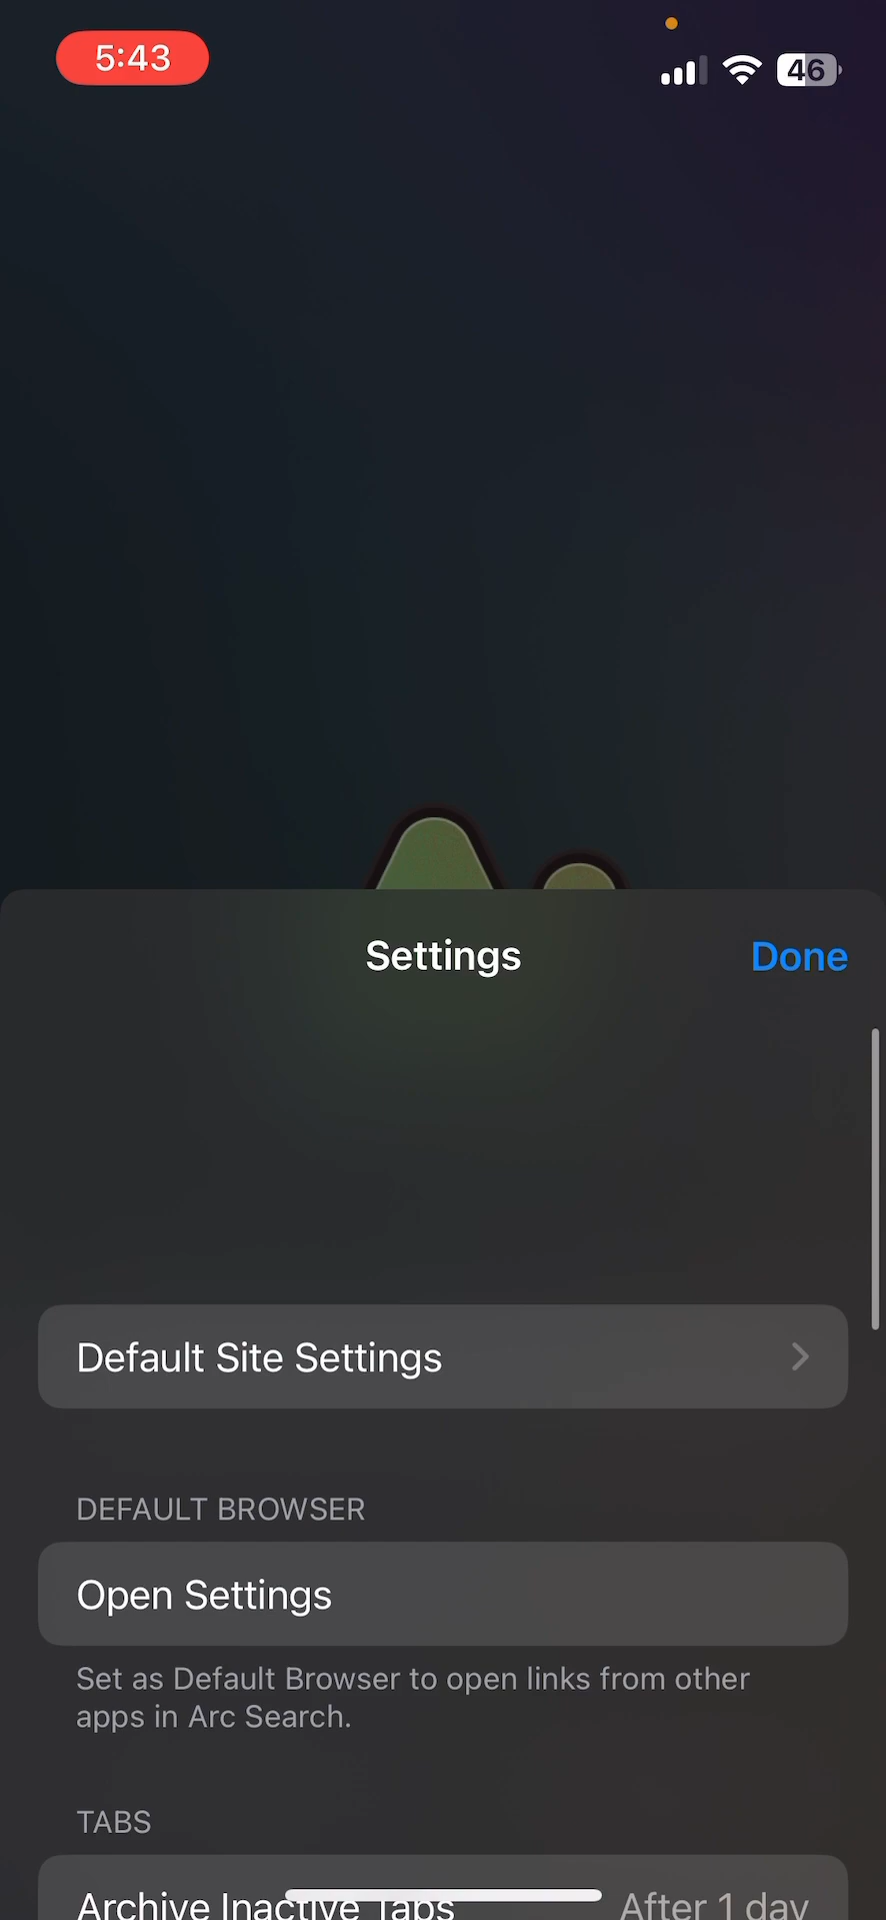 5:43
46
Settings
Done
Default Site Settings
DEFAULT BROWSER
Open Settings
Set as Default Browser to open links from other
apps in Arc Search.
TABS
Archive Inactive Tabs
After 1 day